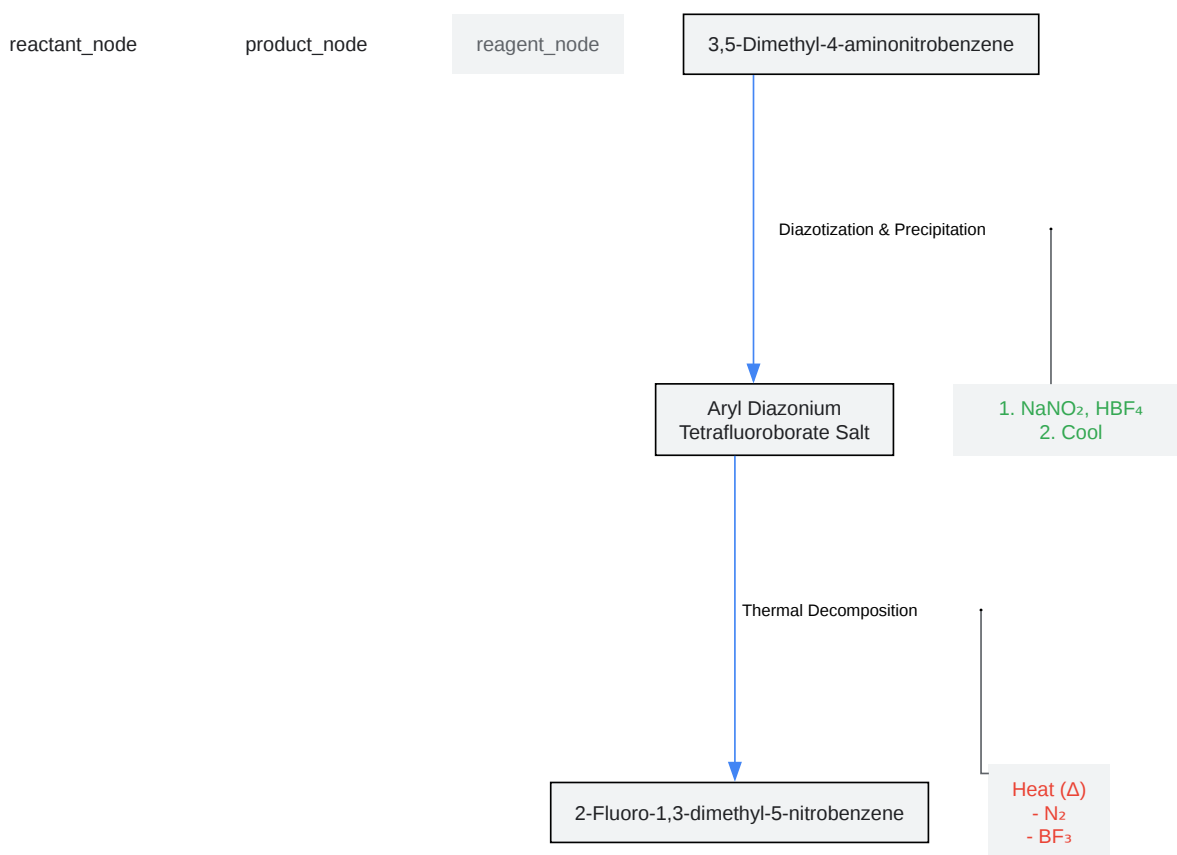 reactant_node
product_node
reagent_node
3,5-Dimethyl-4-aminonitrobenzene
Diazotization & Precipitation
Aryl Diazonium
Tetrafluoroborate Salt
1. NaNO₂, HBF₄
2. Cool
Thermal Decomposition
2-Fluoro-1,3-dimethyl-5-nitrobenzene
Heat (Δ)
- N₂
- BF₃